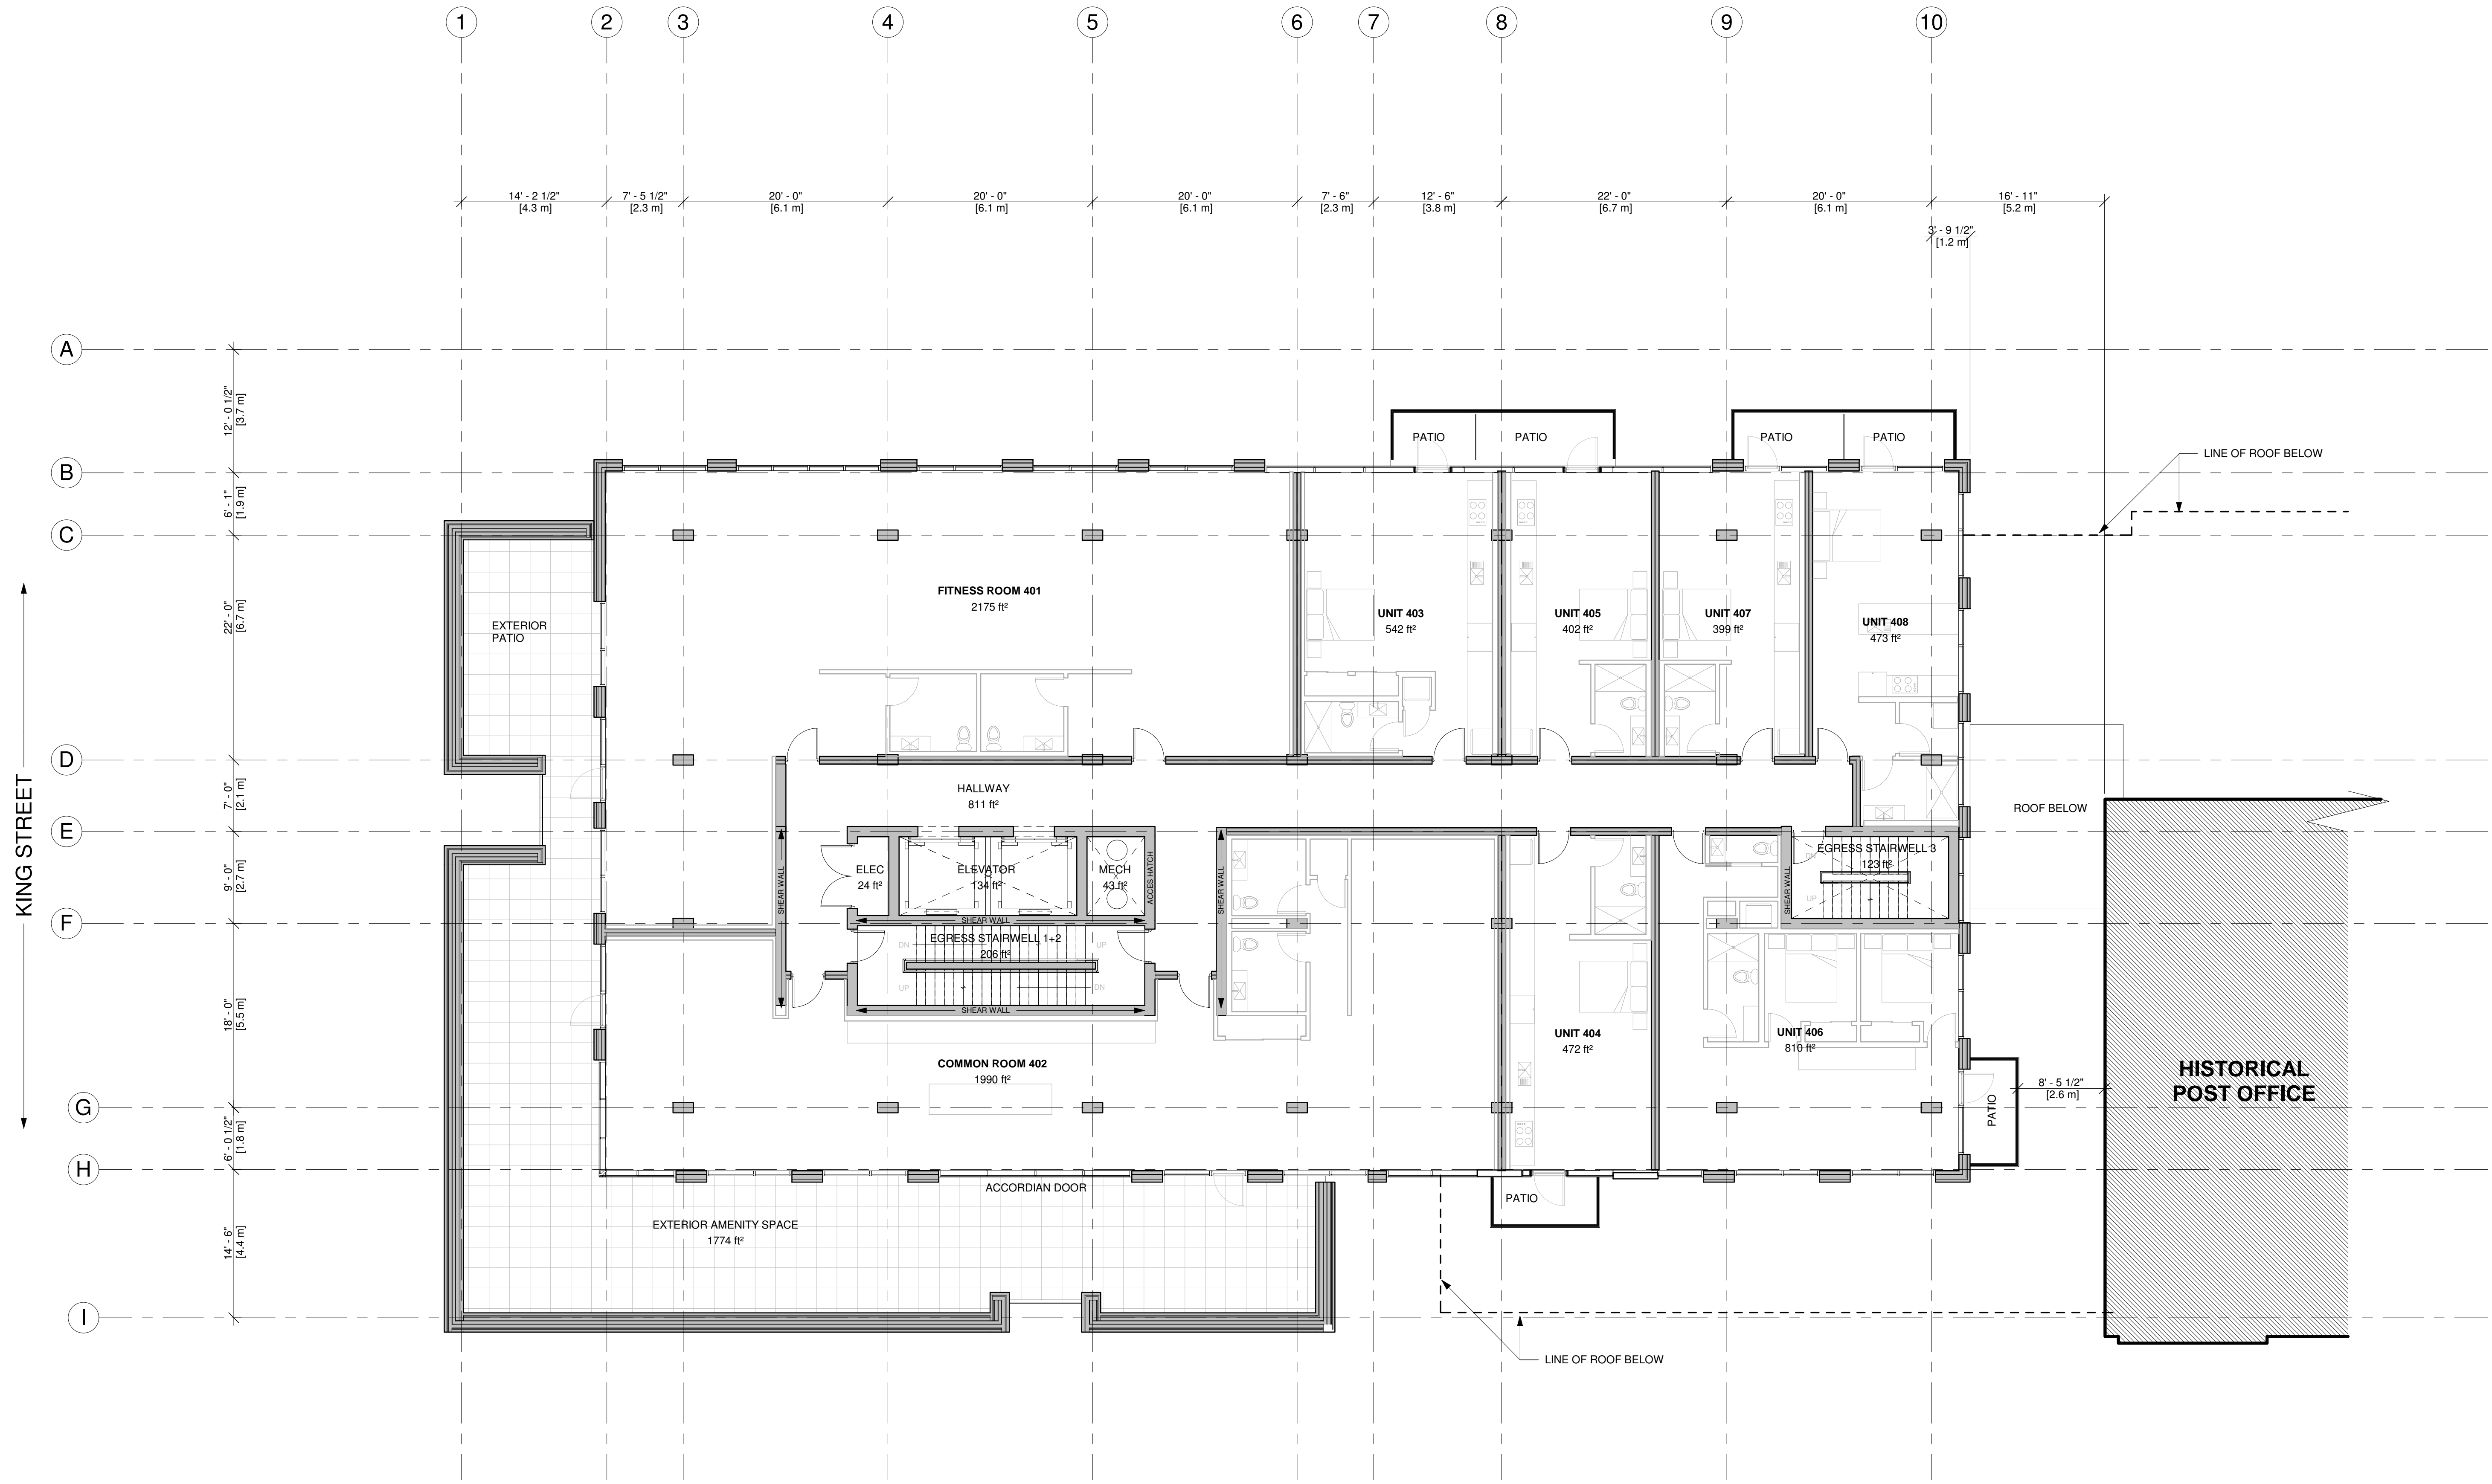 1
2
3
4
5
6
7
8
9
10
14' - 2 1/2"
[4.3 m]
7' - 5 1/2"
[2.3 m]
20' - 0"
[6.1 m]
20' - 0"
[6.1 m]
20' - 0"
[6.1 m]
7' - 6"
[2.3 m]
12' - 6"
[3.8 m]
22' - 0"
[6.7 m]
20' - 0"
[6.1 m]
16' - 11"
[5.2 m]
3' - 9 1/2"
[1.2 m]
A
B
C
D
E
F
G
H
I
12' - 0 1/2"
[3.7 m]
6' - 1"
[1.9 m]
22' - 0"
[6.7 m]
7' - 0"
[2.1 m]
9' - 0"
[2.7 m]
18' - 0"
[5.5 m]
6' - 0 1/2"
[1.8 m]
14' - 6"
[4.4 m]
KING STREET
PATIO
PATIO
PATIO
PATIO
LINE OF ROOF BELOW
EXTERIOR
PATIO
FITNESS ROOM 401
2175 ft²
UNIT 403
542 ft²
UNIT 405
402 ft²
UNIT 407
399 ft²
UNIT 408
473 ft²
HALLWAY
811 ft²
ROOF BELOW
SHEAR WALL
ELEC
24 ft²
ELEVATOR
134 ft²
MECH
43 ft²
ACCES HATCH
SHEAR WALL
SHEAR WALL
EGRESS STAIRWELL 3
123 ft²
DN
UP
SHEAR WALL
EGRESS STAIRWELL 1+2
206 ft²
DN
UP
UP
DN
SHEAR WALL
COMMON ROOM 402
1990 ft²
UNIT 404
472 ft²
UNIT 406
810 ft²
PATIO
8' - 5 1/2"
[2.6 m]
HISTORICAL
POST OFFICE
ACCORDIAN DOOR
PATIO
EXTERIOR AMENITY SPACE
1774 ft²
LINE OF ROOF BELOW